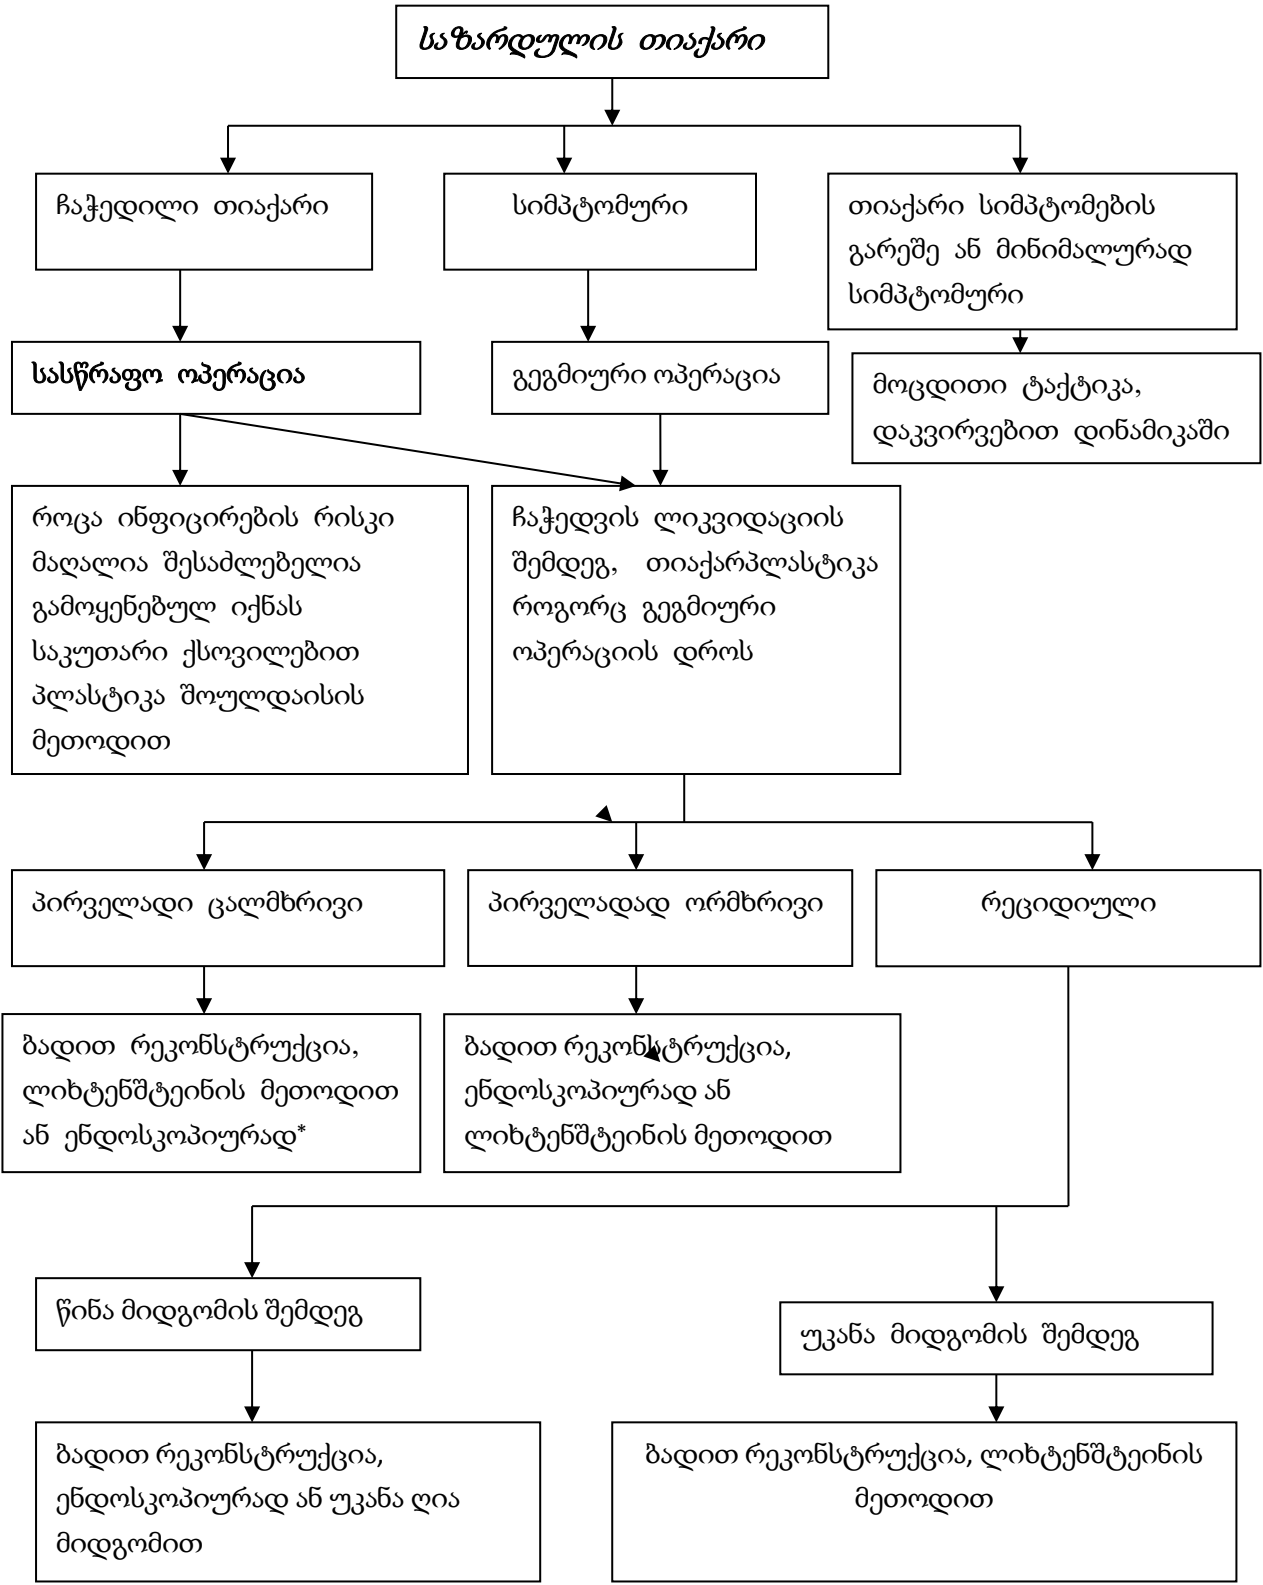 საზარდულის თიაქარი
ჩაჭედილი თიაქარი
სიმპტომური
თიაქარი სიმპტომების
გარეშე ან მინიმალურად
სიმპტომური
სასწრაფო ოპერაცია
გეგმიური ოპერაცია
მოცდითი ტაქტიკა,
დაკვირვებით დინამიკაში
როცა ინფიცირების რისკი
მაღალია შესაძლებელია
გამოყენებულ იქნას
საკუთარი ქსოვილებით
პლასტიკა შოულდაისის
მეთოდით
ჩაჭედვის ლიკვიდაციის
შემდეგ, თიაქარპლასტიკა
როგორც გეგმიური
ოპერაციის დროს
პირველადი ცალმხრივი
პირველადად ორმხრივი
რეციდიული
ბადით რეკონსტრუქცია,
ლიხტენშტეინის მეთოდით
ან ენდოსკოპიურად*
ბადით რეკონსტრუქცია,
ენდოსკოპიურად ან
ლიხტენშტეინის მეთოდით
წინა მიდგომის შემდეგ
უკანა მიდგომის შემდეგ
ბადით რეკონსტრუქცია,
ენდოსკოპიურად ან უკანა ღია
მიდგომით
ბადით რეკონსტრუქცია, ლიხტენშტეინის
მეთოდით